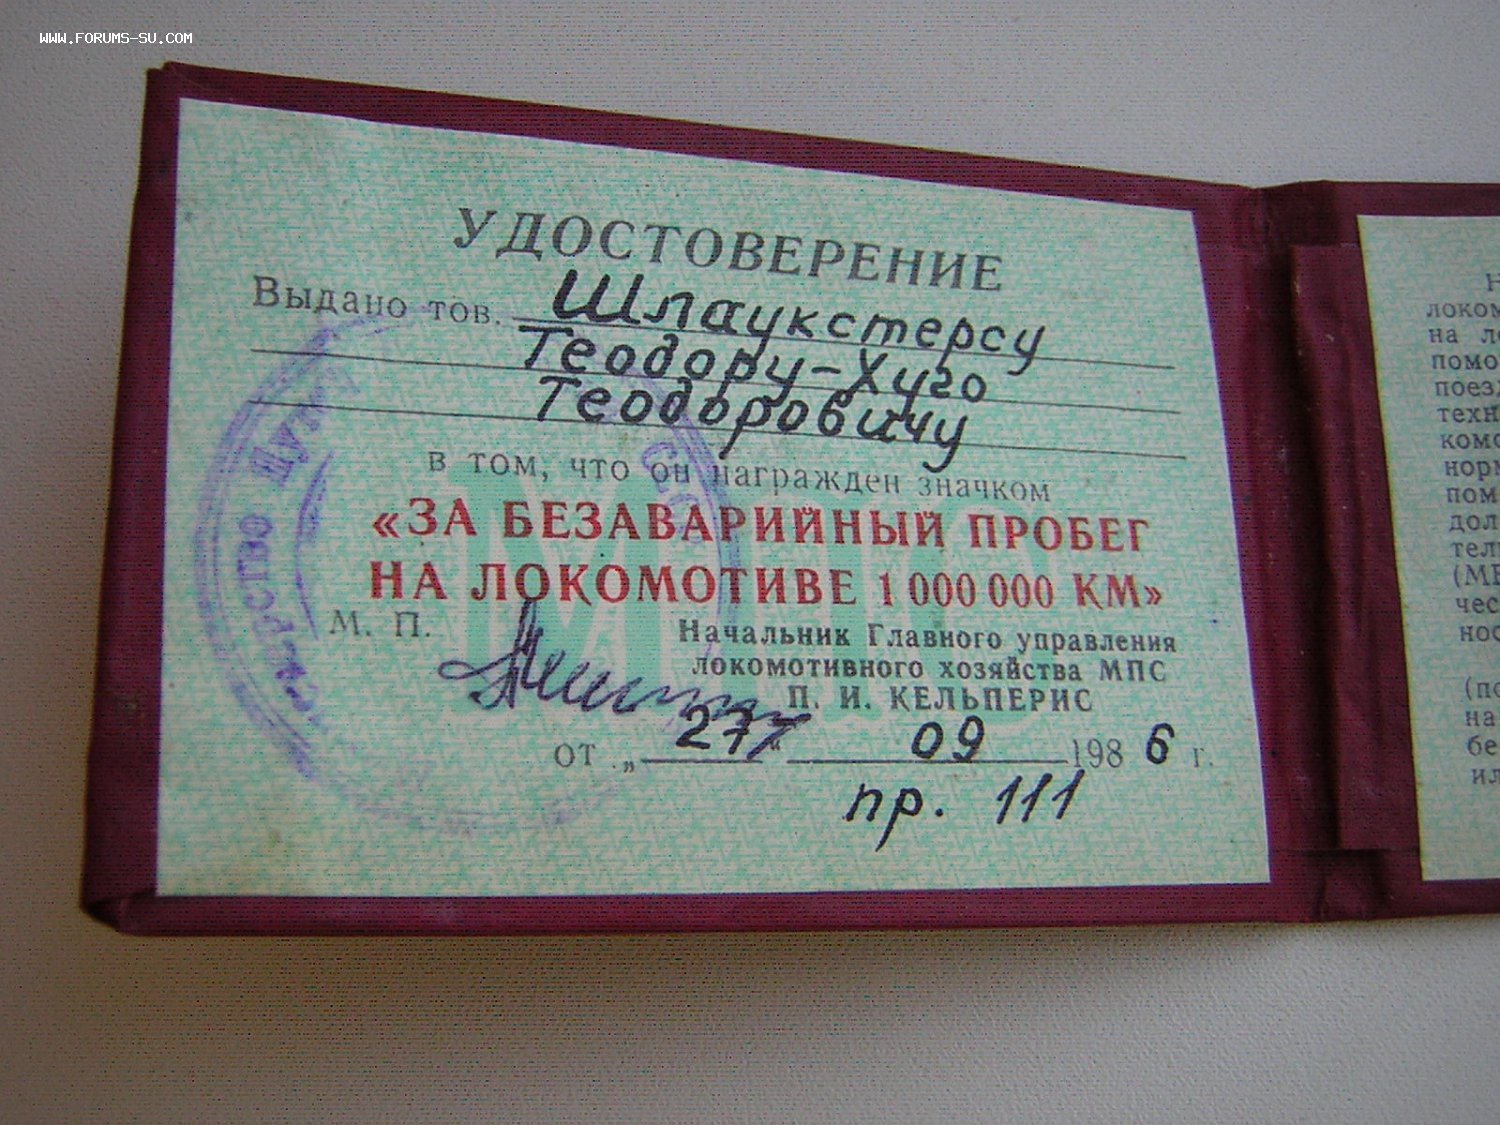 WWW.FORUMS-SU.COM
УДОСТОВЕРЕНИЕ
Выдано тов. Шлаукстерсу
Теодору-Хуго
Теодоровичу
в том, что он награжден значком
«ЗА БЕЗАВАРИЙНЫЙ ПРОБЕГ
НА ЛОКОМОТИВЕ 1 000 000 КМ»
М. П.
Начальник Главного управления
локомотивного хозяйства МПС
П. И. КЕЛЬПЕРИС
от „ 27 “ 09 1986 г.
пр. 111
на